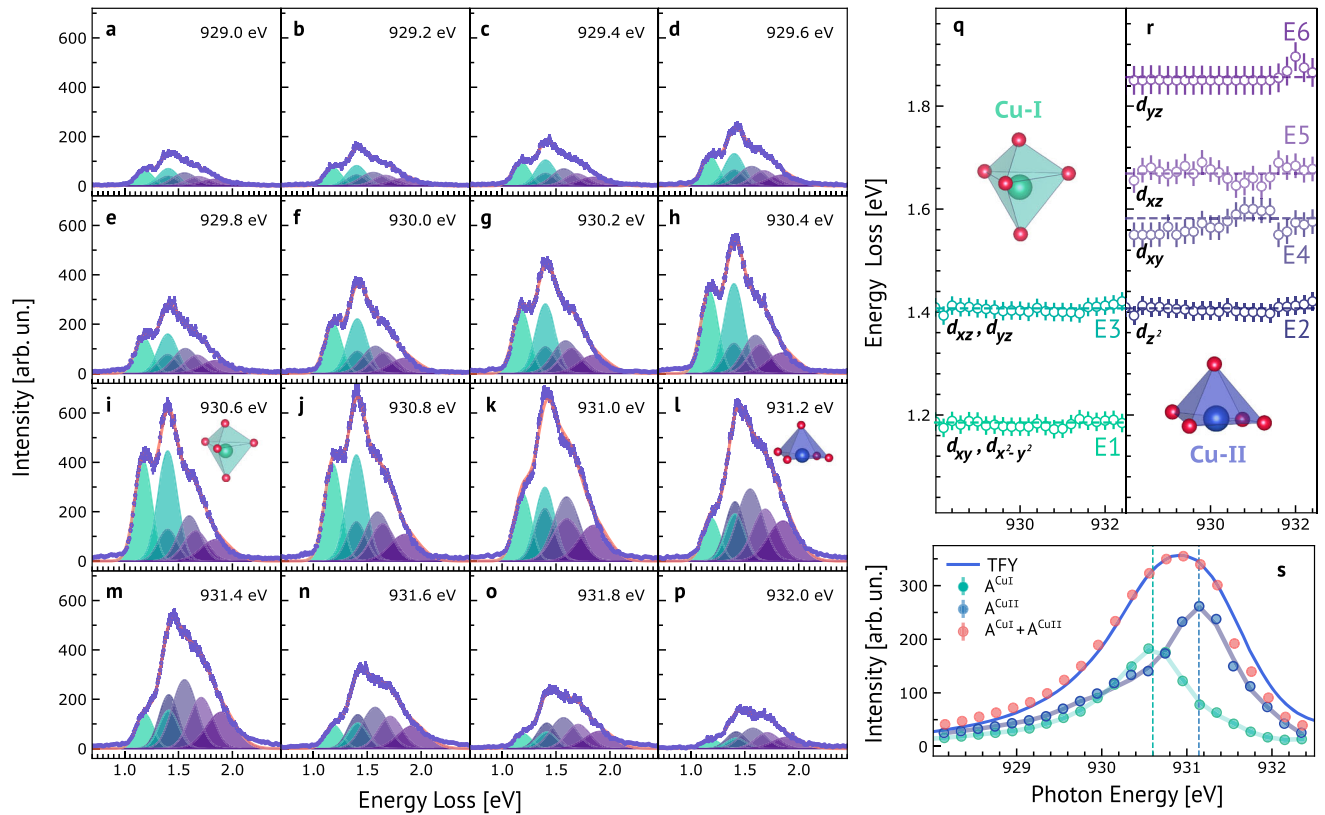 a 929.0 eV
b 929.2 eV
c 929.4 eV
d 929.6 eV
600
400
200
0
e 929.8 eV
f 930.0 eV
g 930.2 eV
h 930.4 eV
600
400
200
0
i 930.6 eV
j 930.8 eV
k 931.0 eV
l 931.2 eV
600
400
200
0
m 931.4 eV
n 931.6 eV
o 931.8 eV
p 932.0 eV
600
400
200
0
1.0 1.5 2.0
1.0 1.5 2.0
1.0 1.5 2.0
1.0 1.5 2.0
Intensity [arb. un.]
Energy Loss [eV]
q
Cu-I
d_xz, d_yz
E3
d_xy, d_x²-y²
E1
1.8
1.6
1.4
1.2
Energy Loss [eV]
930 932
r
E6
d_yz
E5
d_xz
d_xy
E4
d_z²
E2
Cu-II
930 932
s
TFY
A^CuI
A^CuII
A^CuI + A^CuII
300
200
100
0
Intensity [arb. un.]
929 930 931 932
Photon Energy [eV]